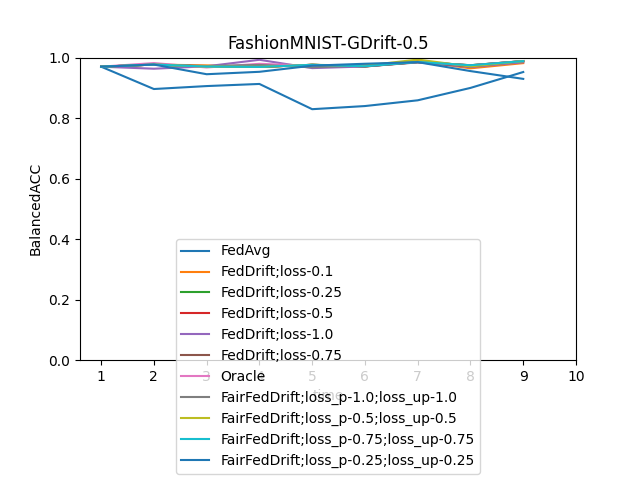 FashionMNIST-GDrift-0.5
BalancedACC
1.0
0.8
0.6
0.4
0.2
0.0
1 2 3 4 5 6 7 8 9 10
time
FedAvg
FedDrift;loss-0.1
FedDrift;loss-0.25
FedDrift;loss-0.5
FedDrift;loss-1.0
FedDrift;loss-0.75
Oracle
FairFedDrift;loss_p-1.0;loss_up-1.0
FairFedDrift;loss_p-0.5;loss_up-0.5
FairFedDrift;loss_p-0.75;loss_up-0.75
FairFedDrift;loss_p-0.25;loss_up-0.25